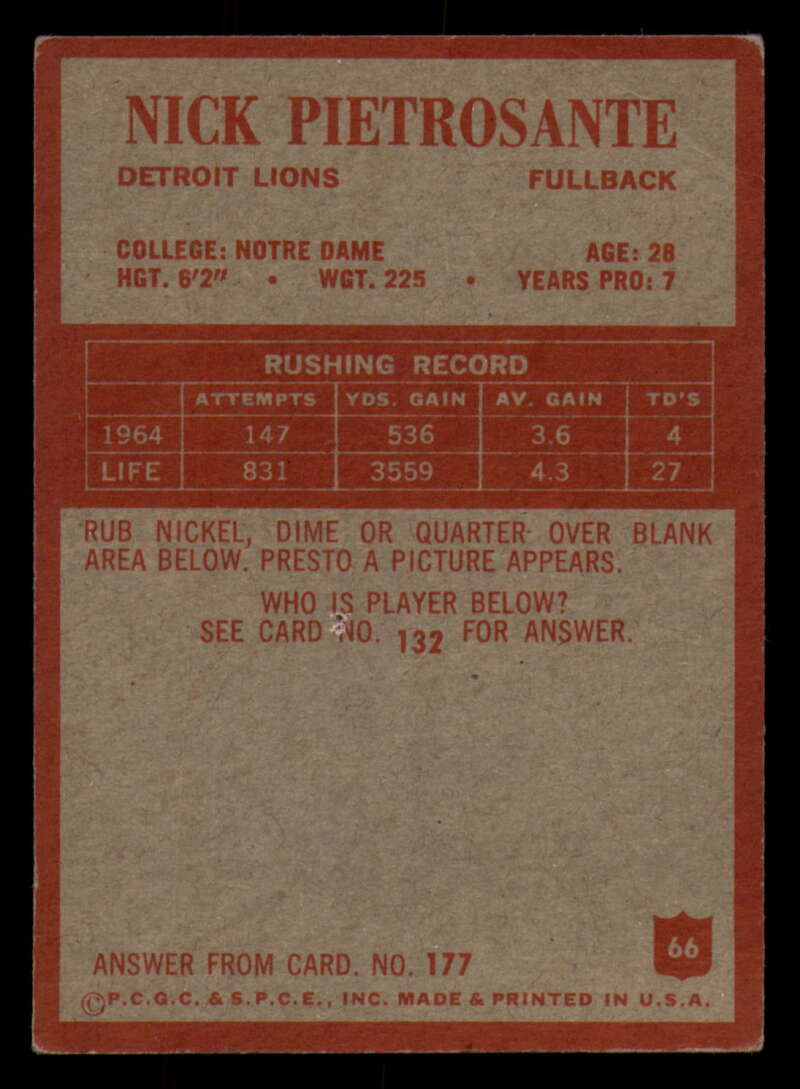 NICK PIETROSANTE
DETROIT LIONS FULLBACK
COLLEGE: NOTRE DAME AGE: 28
HGT. 6'2" • WGT. 225 • YEARS PRO: 7
RUSHING RECORD
ATTEMPTS YDS. GAIN AV. GAIN TD'S
1964 147 536 3.6 4
LIFE 831 3559 4.3 27
RUB NICKEL, DIME OR QUARTER OVER BLANK
AREA BELOW. PRESTO A PICTURE APPEARS.
WHO IS PLAYER BELOW?
SEE CARD NO. 132 FOR ANSWER.
66
ANSWER FROM CARD. NO. 177
©P.C.G.C. & S.P.C.E., INC. MADE & PRINTED IN U.S.A.